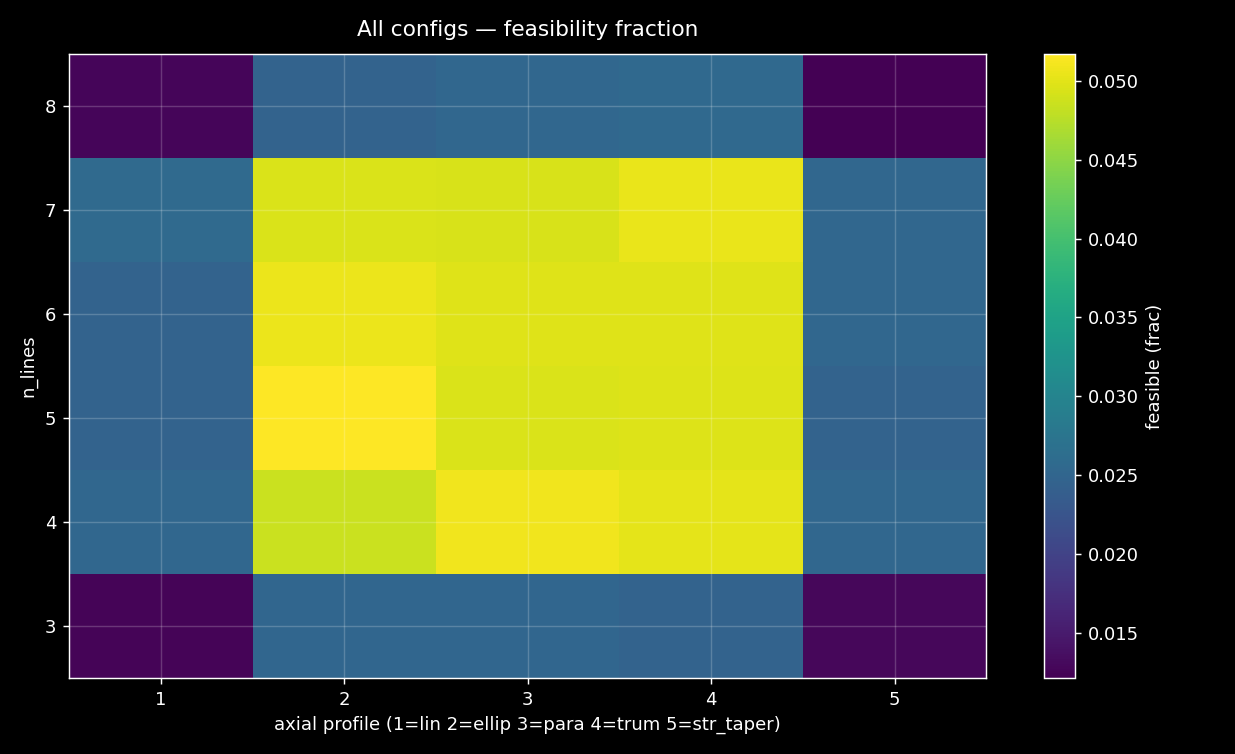 All configs — feasibility fraction
8
7
6
5
4
3
n_lines
1 2 3 4 5
axial profile (1=lin 2=ellip 3=para 4=trum 5=str_taper)
0.050
0.045
0.040
0.035
0.030
0.025
0.020
0.015
feasible (frac)